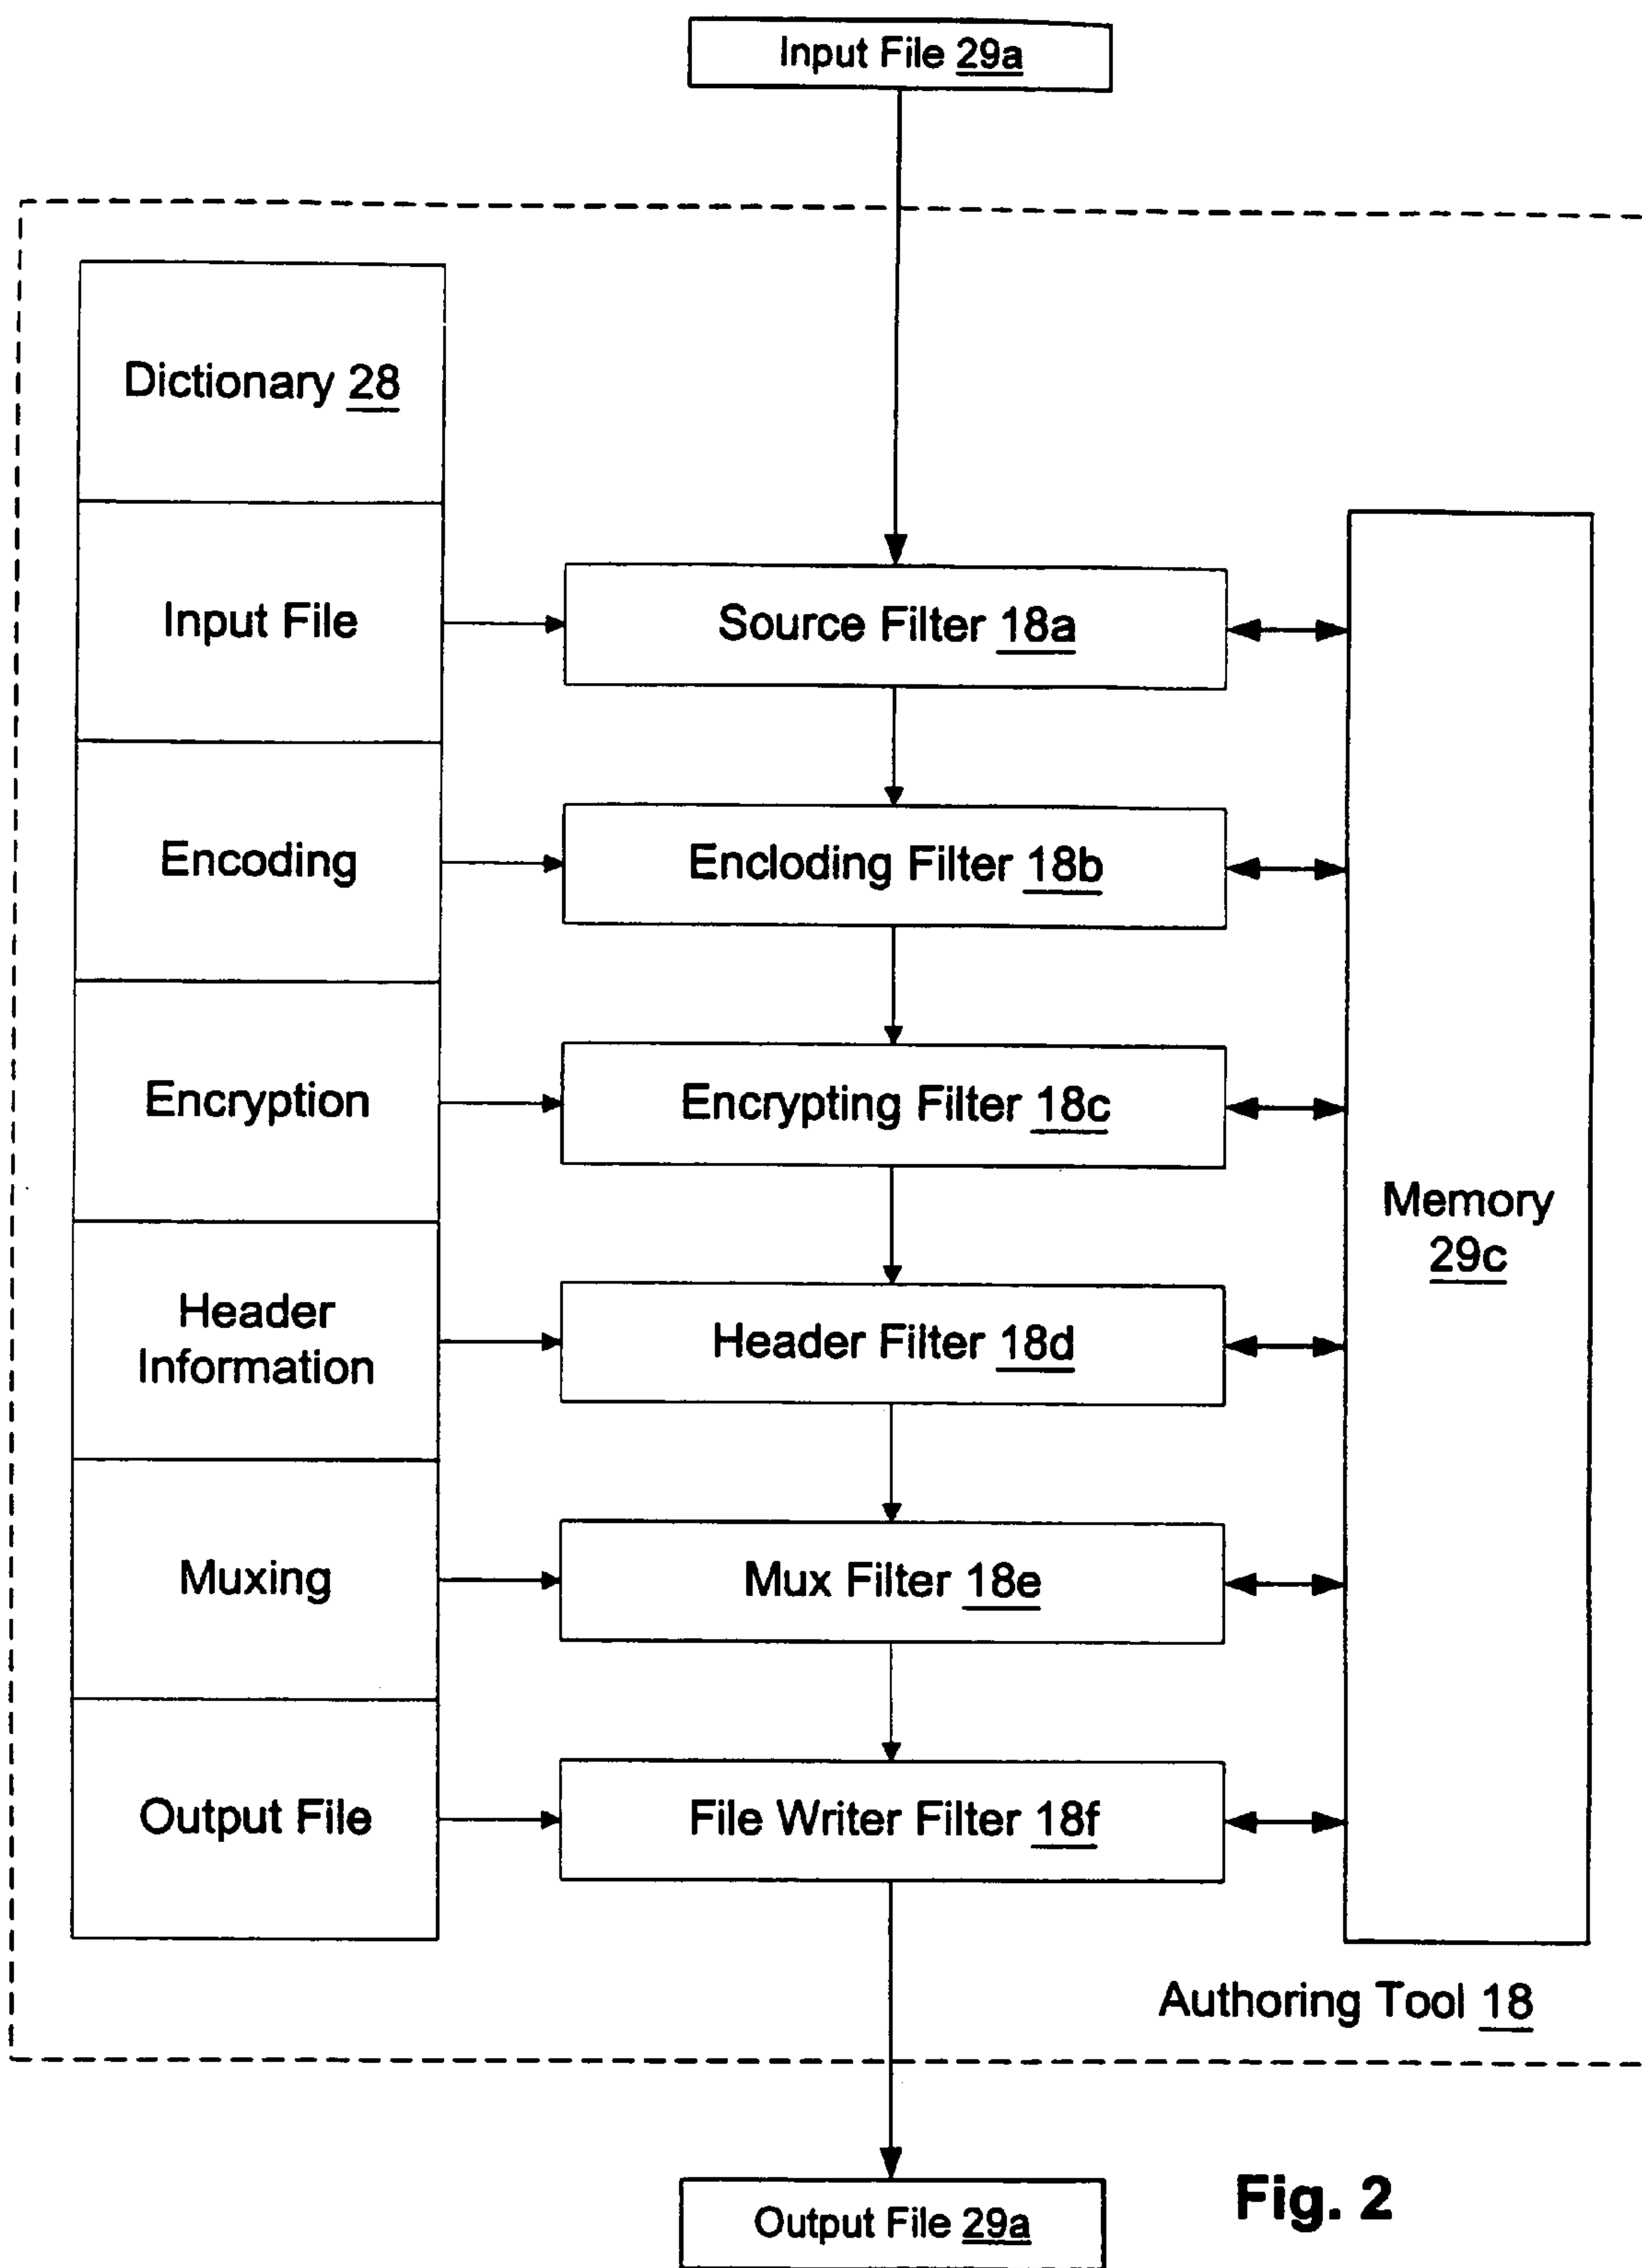 Input File 29a
Dictionary 28
Input File
Source Filter 18a
Encoding
Encloding Filter 18b
Encryption
Encrypting Filter 18c
Memory
29c
Header
Information
Header Filter 18d
Muxing
Mux Filter 18e
Output File
File Writer Filter 18f
Authoring Tool 18
Output File 29a
Fig. 2